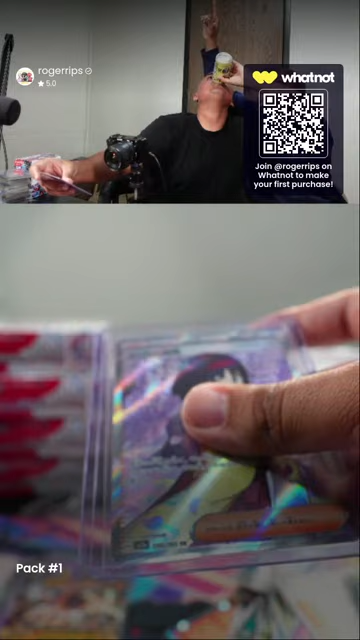 rogerrips
5.0
whatnot
Join @rogerrips on
Whatnot to make
your first purchase!
Pack #1